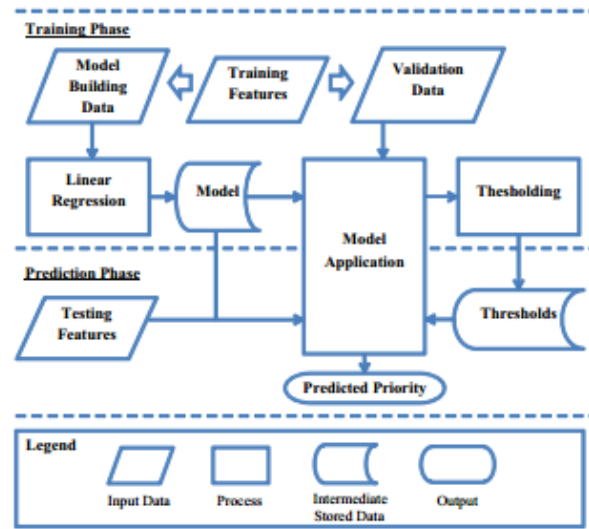 Training Phase
Model
Building
Data
Training
Features
Validation
Data
Linear
Regression
Model
Model
Application
Thesholding
Prediction Phase
Testing
Features
Thresholds
Predicted Priority
Legend
Input Data
Process
Intermediate
Stored Data
Output